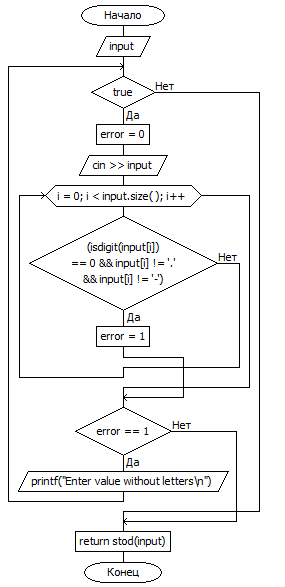 Начало
input
true
Нет
Да
error = 0
cin >> input
i = 0; i < input.size( ); i++
(isdigit(input[i])
== 0 && input[i] != '.'
&& input[i] != '-')
Нет
Да
error = 1
error == 1
Нет
Да
printf("Enter value without letters\n")
return stod(input)
Конец